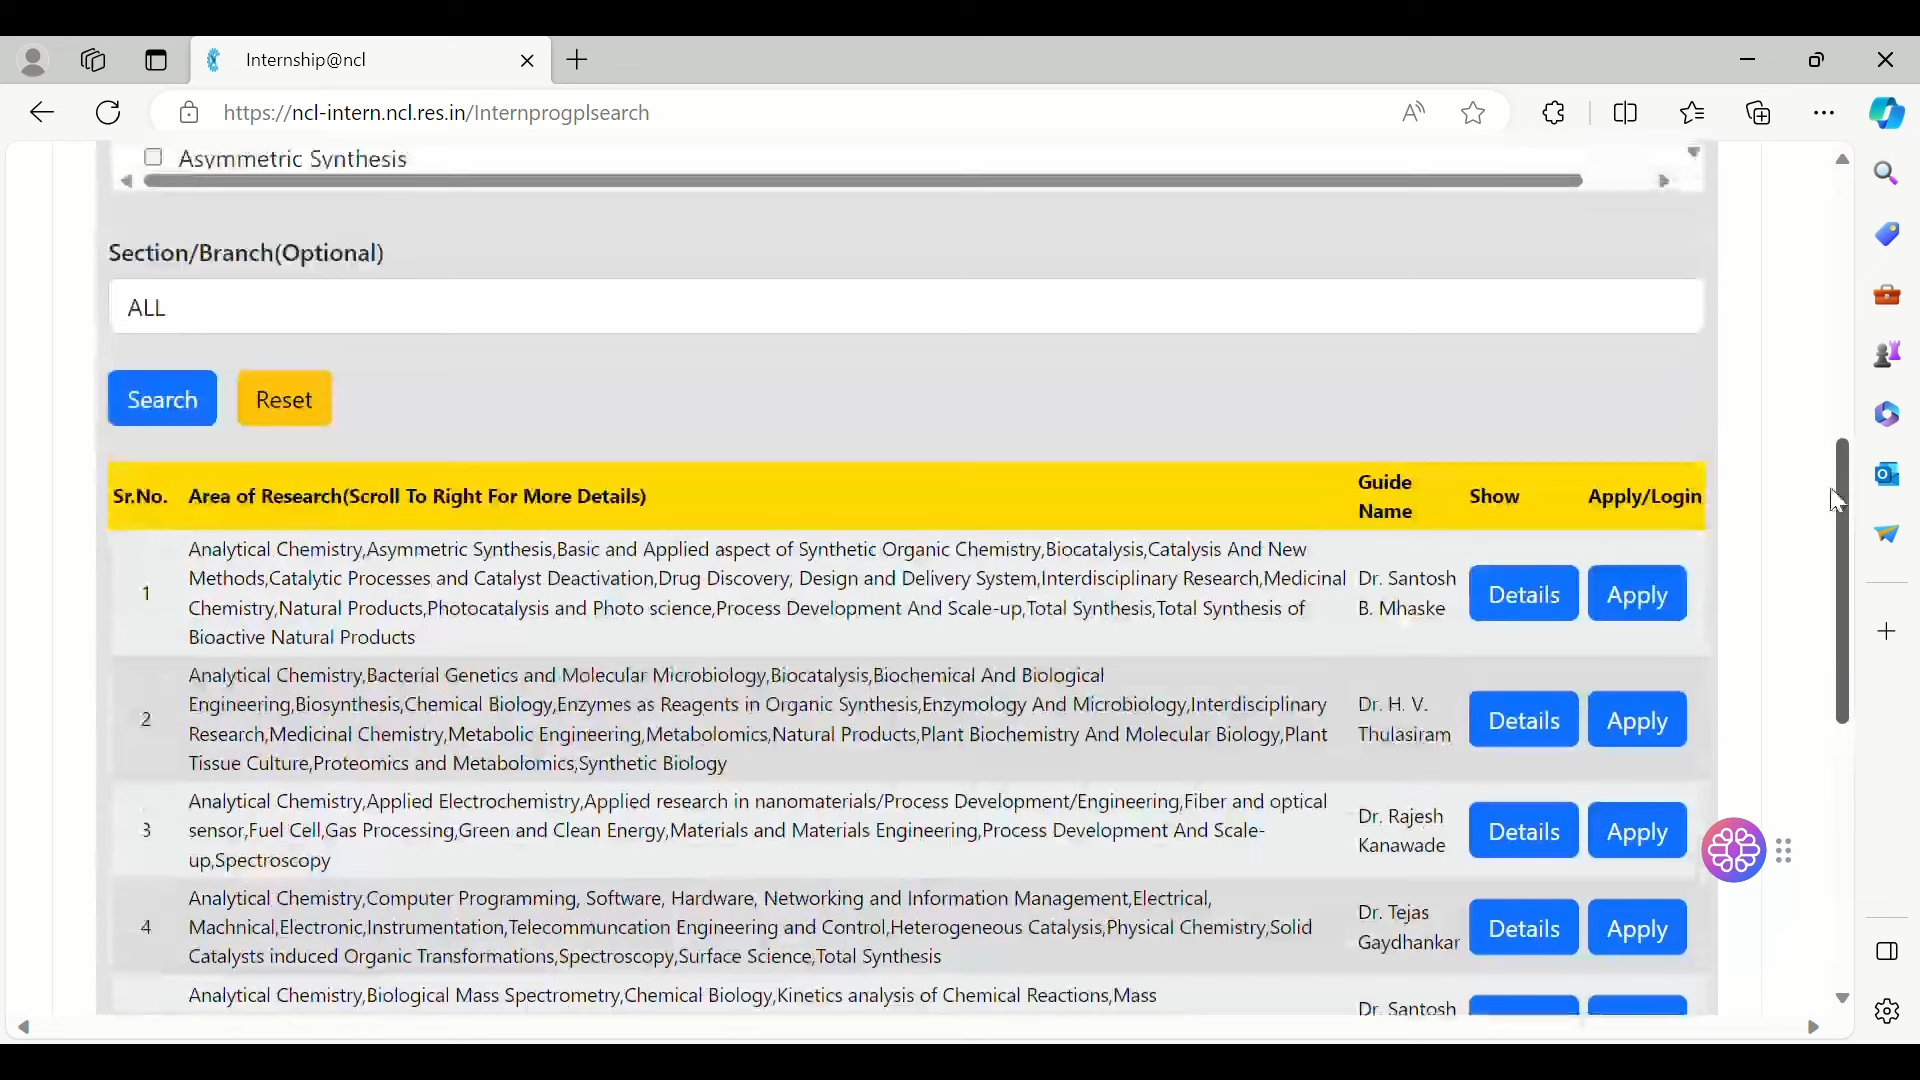 Internship@ncl
https://ncl-intern.ncl.res.in/Internprogplsearch
Asymmetric Synthesis
Section/Branch(Optional)
ALL
Search Reset
Sr.No. Area of Research(Scroll To Right For More Details) Guide Name Show Apply/Login
1
Analytical Chemistry,Asymmetric Synthesis,Basic and Applied aspect of Synthetic Organic Chemistry,Biocatalysis,Catalysis And New
Methods,Catalytic Processes and Catalyst Deactivation,Drug Discovery, Design and Delivery System,Interdisciplinary Research,Medicinal
Chemistry,Natural Products,Photocatalysis and Photo science,Process Development And Scale-up,Total Synthesis,Total Synthesis of
Bioactive Natural Products
Dr. Santosh
B. Mhaske
Details Apply
2
Analytical Chemistry,Bacterial Genetics and Molecular Microbiology,Biocatalysis,Biochemical And Biological
Engineering,Biosynthesis,Chemical Biology,Enzymes as Reagents in Organic Synthesis,Enzymology And Microbiology,Interdisciplinary
Research,Medicinal Chemistry,Metabolic Engineering,Metabolomics,Natural Products,Plant Biochemistry And Molecular Biology,Plant
Tissue Culture,Proteomics and Metabolomics,Synthetic Biology
Dr. H. V.
Thulasiram
Details Apply
3
Analytical Chemistry,Applied Electrochemistry,Applied research in nanomaterials/Process Development/Engineering,Fiber and optical
sensor,Fuel Cell,Gas Processing,Green and Clean Energy,Materials and Materials Engineering,Process Development And Scale-
up,Spectroscopy
Dr. Rajesh
Kanawade
Details Apply
4
Analytical Chemistry,Computer Programming, Software, Hardware, Networking and Information Management,Electrical,
Machnical,Electronic,Instrumentation,Telecommuncation Engineering and Control,Heterogeneous Catalysis,Physical Chemistry,Solid
Catalysts induced Organic Transformations,Spectroscopy,Surface Science,Total Synthesis
Dr. Tejas
Gaydhankar
Details Apply
Analytical Chemistry,Biological Mass Spectrometry,Chemical Biology,Kinetics analysis of Chemical Reactions,Mass
Dr. Santosh